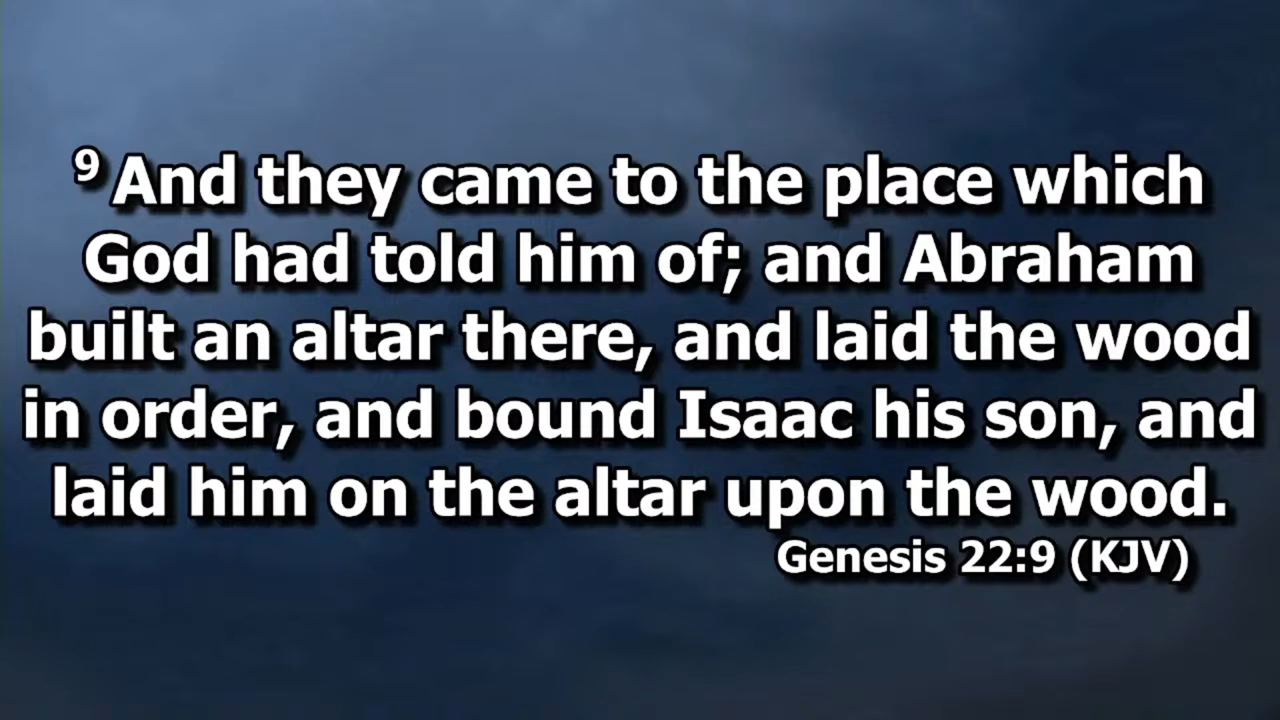 9 And they came to the place which
God had told him of; and Abraham
built an altar there, and laid the wood
in order, and bound Isaac his son, and
laid him on the altar upon the wood.
Genesis 22:9 (KJV)